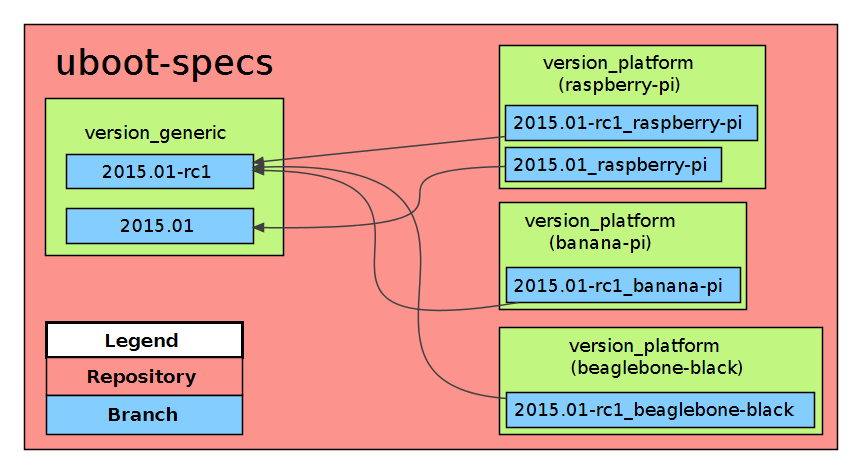 uboot-specs
version_generic
2015.01-rc1
2015.01
version_platform
(raspberry-pi)
2015.01-rc1_raspberry-pi
2015.01_raspberry-pi
version_platform
(banana-pi)
2015.01-rc1_banana-pi
version_platform
(beaglebone-black)
2015.01-rc1_beaglebone-black
Legend
Repository
Branch